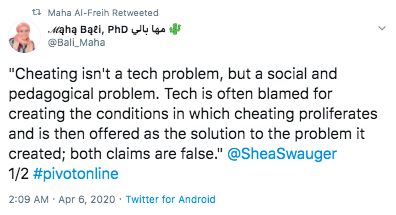 Maha Al-Freih Retweeted
𝓜ąhą Bąℓi, PhD مها بالي 🌵
@Bali_Maha
"Cheating isn't a tech problem, but a social and
pedagogical problem. Tech is often blamed for
creating the conditions in which cheating proliferates
and is then offered as the solution to the problem it
created; both claims are false." @SheaSwauger
1/2 #pivotonline
2:09 AM · Apr 6, 2020 · Twitter for Android